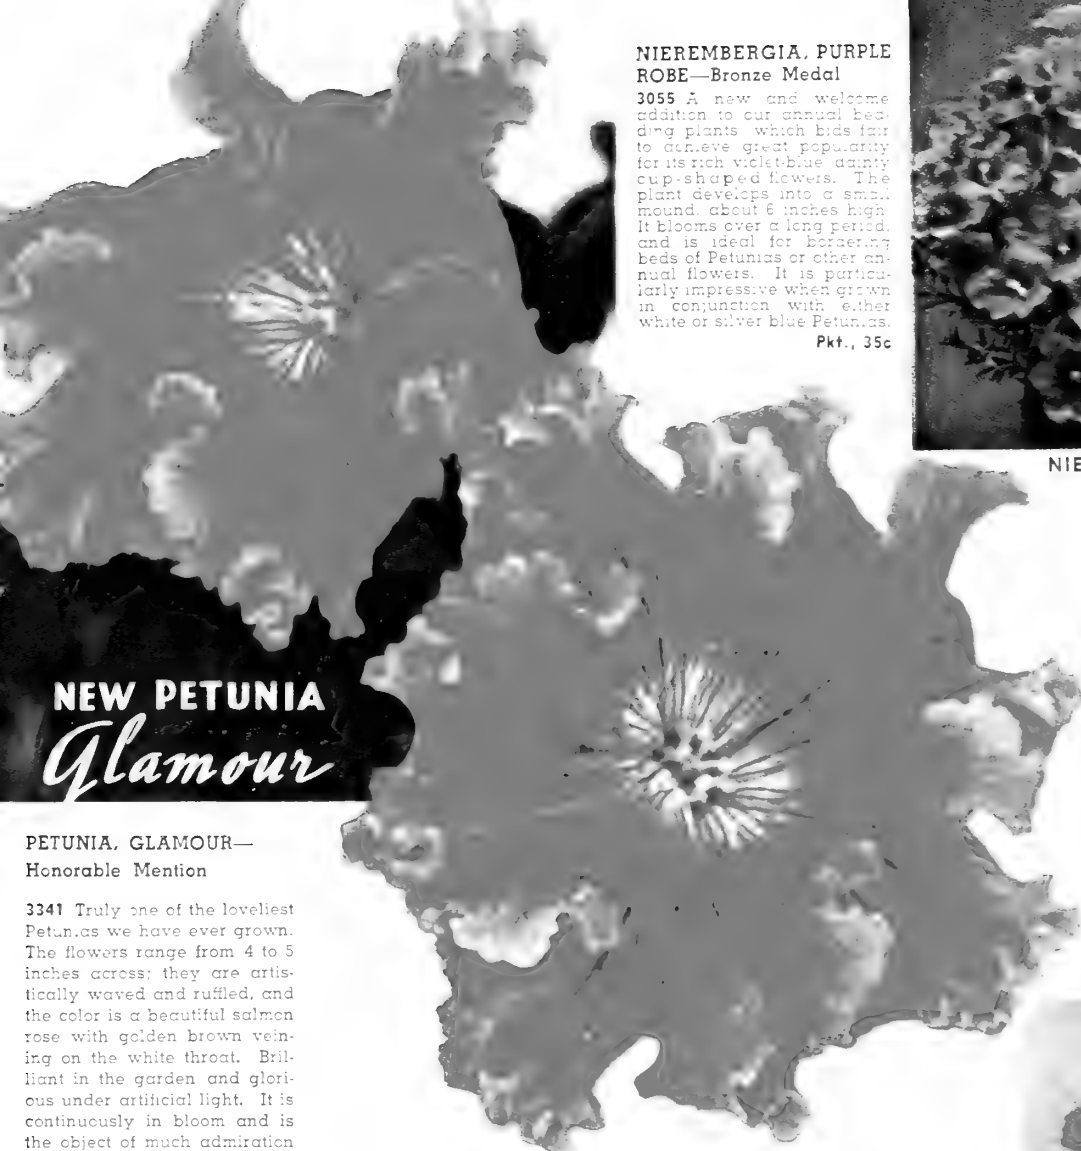 NIEREMBERGIA, PURPLE
ROBE—Bronze Medal
3055 A new and welcome
addition to our annual bed-
ding plants which bids fair
to achieve great popularity
for its rich violet-blue dainty
cup-shaped flowers. The
plant develops into a small
mound, about 6 inches high.
It blooms over a long period,
and is ideal for bordering
beds of Petunias or other an-
nual flowers. It is particu-
larly impressive when grown
in conjunction with either
white or silver blue Petunias.
Pkt., 35c
NIE
NEW PETUNIA
Glamour
PETUNIA, GLAMOUR—
Honorable Mention
3341 Truly one of the loveliest
Petunias we have ever grown.
The flowers range from 4 to 5
inches across; they are artis-
tically waved and ruffled, and
the color is a beautiful salmon
rose with golden brown vein-
ing on the white throat. Bril-
liant in the garden and glori-
ous under artificial light. It is
continuously in bloom and is
the object of much admiration